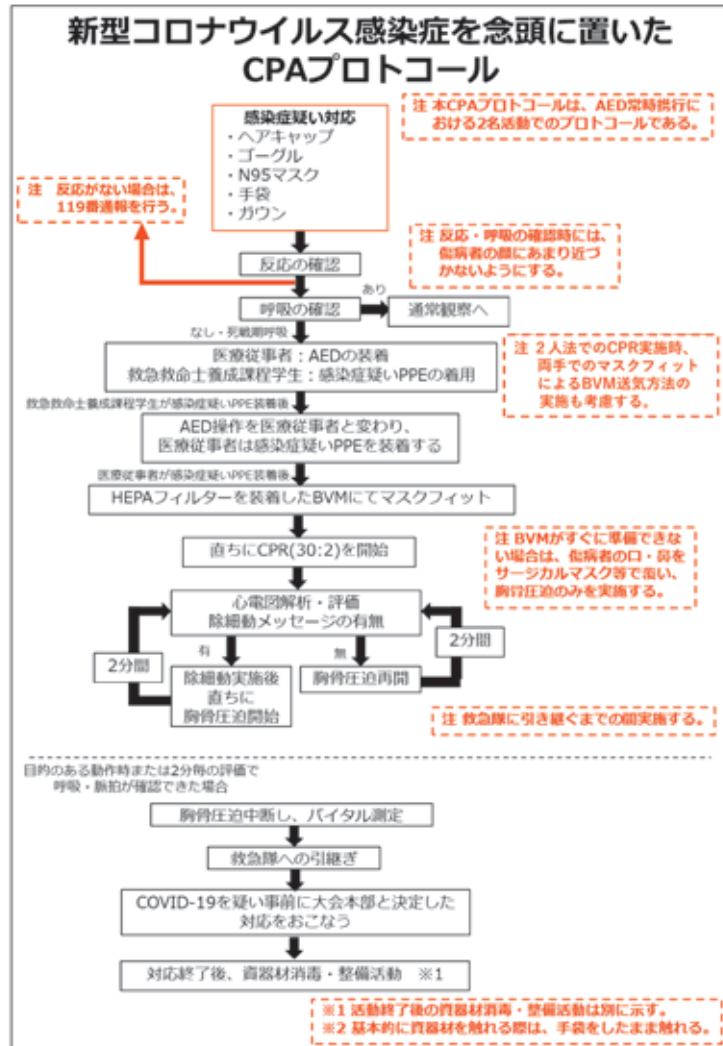 新型コロナウイルス感染症を念頭に置いた
CPAプロトコール
感染症疑い対応
・ヘアキャップ
・ゴーグル
・N95マスク
・手袋
・ガウン
注 本CPAプロトコールは、AED常時携行に
おける2名活動でのプロトコールである。
注 反応がない場合は、
119番通報を行う。
反応の確認
注 反応・呼吸の確認時には、
傷病者の顔にあまり近づ
かないようにする。
呼吸の確認
あり
通常観察へ
なし・死戦期呼吸
医療従事者：AEDの装着
救急救命士養成課程学生：感染症疑いPPEの着用
注 2人法でのCPR実施時、
両手でのマスクフィット
によるBVM送気方法の
実施も考慮する。
救急救命士養成課程学生が感染症疑いPPE装着後
AED操作を医療従事者と変わり、
医療従事者は感染症疑いPPEを装着する
医療従事者が感染症疑いPPE装着後
HEPAフィルターを装着したBVMにてマスクフィット
直ちにCPR(30:2)を開始
注 BVMがすぐに準備できな
い場合は、傷病者の口・鼻を
サージカルマスク等で覆い、
胸骨圧迫のみを実施する。
心電図解析・評価
除細動メッセージの有無
2分間
有
無
2分間
除細動実施後
直ちに
胸骨圧迫開始
胸骨圧迫再開
注 救急隊に引き継ぐまでの間実施する。
目的のある動作時または2分毎の評価で
呼吸・脈拍が確認できた場合
胸骨圧迫中断し、バイタル測定
救急隊への引継ぎ
COVID-19を疑い事前に大会本部と決定した
対応をおこなう
対応終了後、資器材消毒・整備活動 ※1
※1 活動終了後の資器材消毒・整備活動は別に示す。
※2 基本的に資器材を触れる際は、手袋をしたまま触れる。